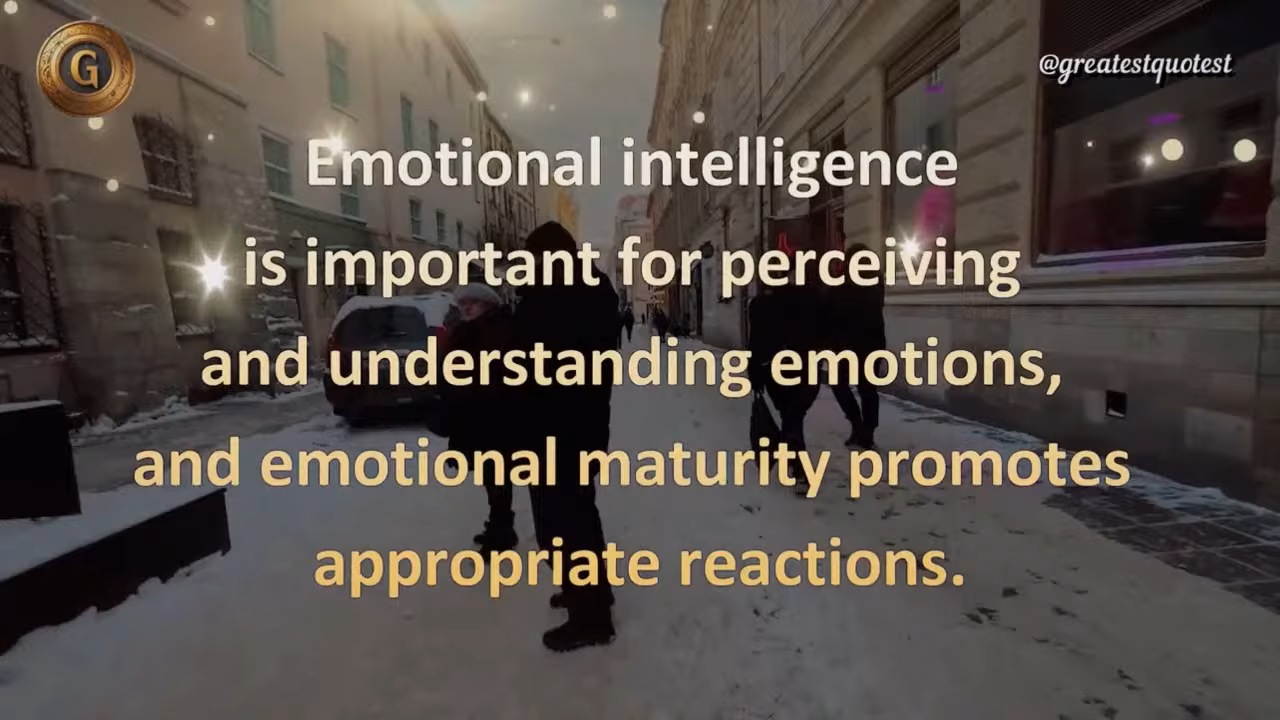 G
@greatestquotest
Emotional intelligence
is important for perceiving
and understanding emotions,
and emotional maturity promotes
appropriate reactions.